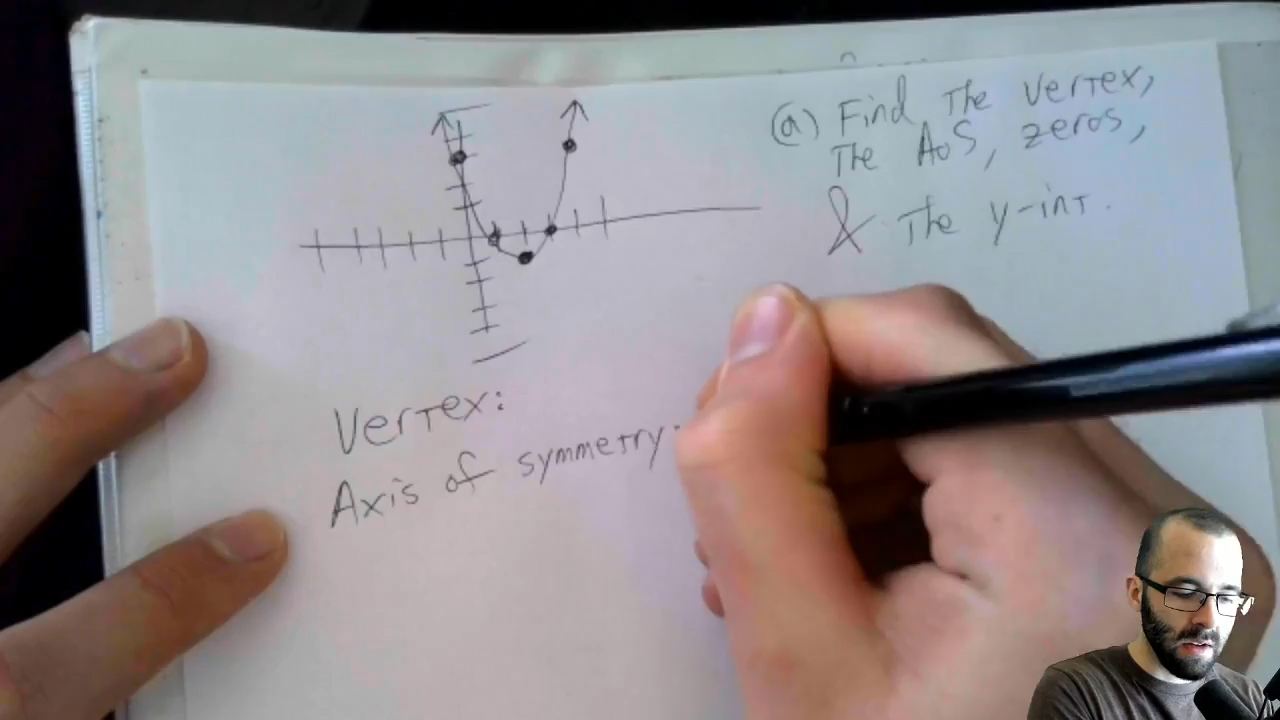 (a) Find The Vertex,
The AoS, zeros,
& The y-int.
Vertex:
Axis of symmetry: